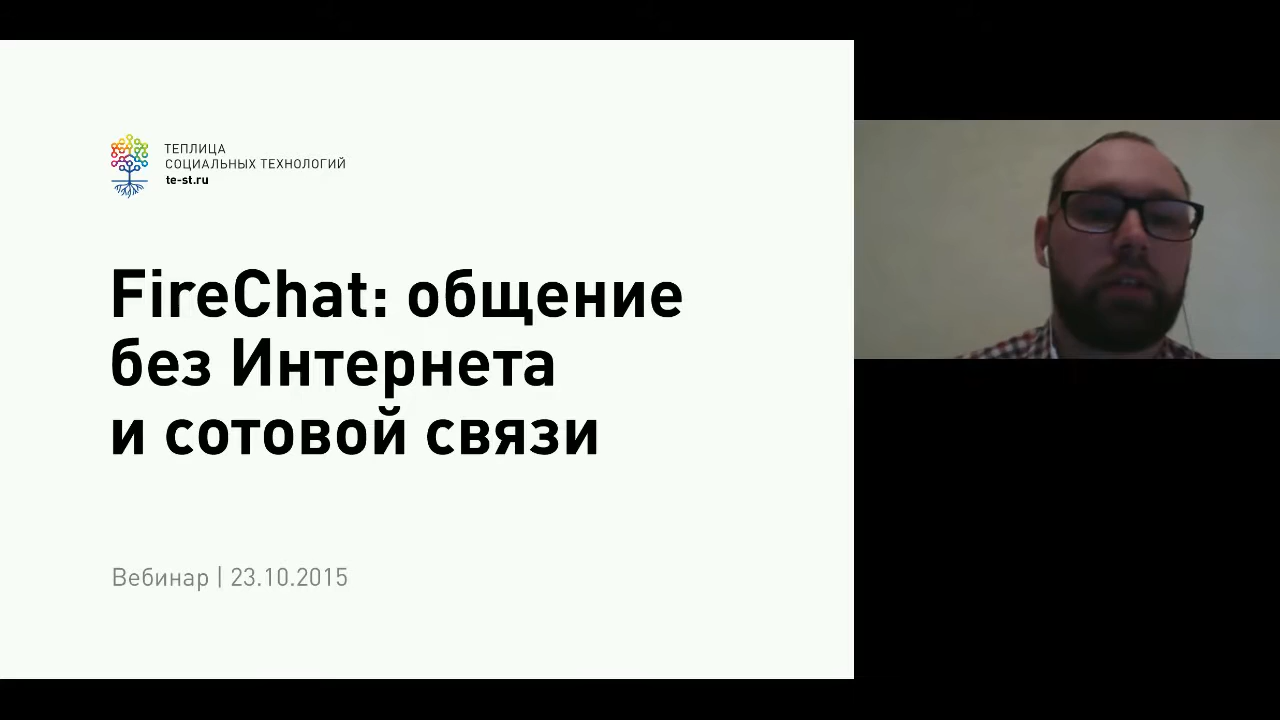 ТЕПЛИЦА
СОЦИАЛЬНЫХ ТЕХНОЛОГИЙ
te-st.ru
FireChat: общение
без Интернета
и сотовой связи
Вебинар | 23.10.2015